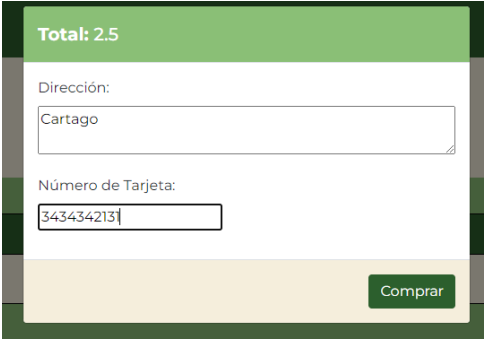 Total: 2.5
Dirección:
Cartago
Número de Tarjeta:
3434342131
Comprar